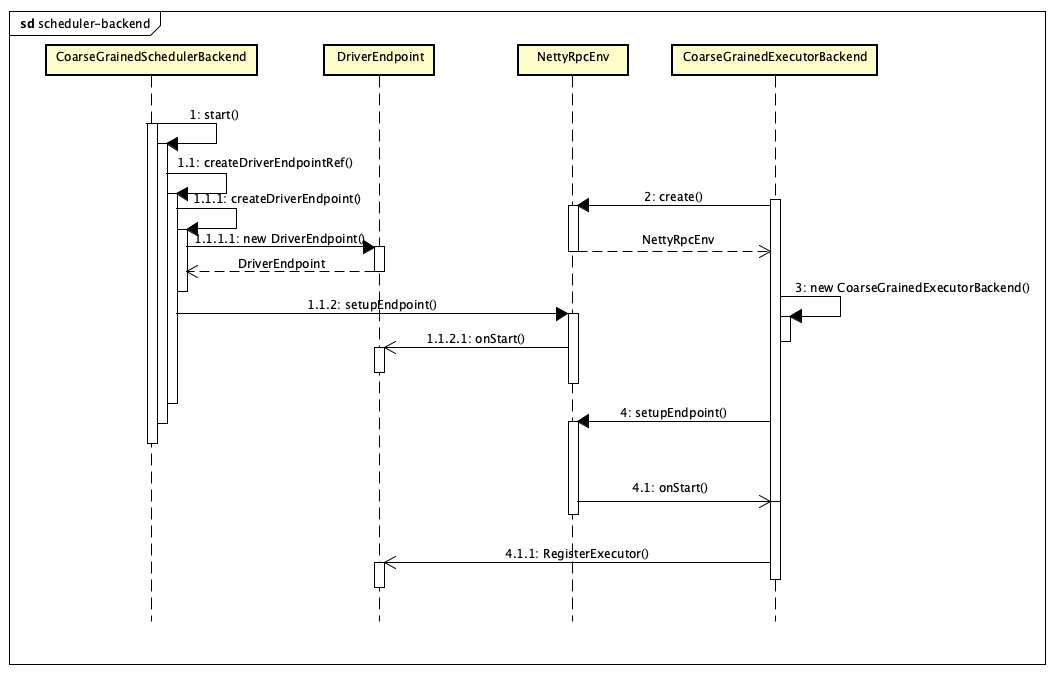 sd scheduler-backend
CoarseGrainedSchedulerBackend
DriverEndpoint
NettyRpcEnv
CoarseGrainedExecutorBackend
1: start()
1.1: createDriverEndpointRef()
1.1.1: createDriverEndpoint()
2: create()
1.1.1.1: new DriverEndpoint()
NettyRpcEnv
DriverEndpoint
3: new CoarseGrainedExecutorBackend()
1.1.2: setupEndpoint()
1.1.2.1: onStart()
4: setupEndpoint()
4.1: onStart()
4.1.1: RegisterExecutor()